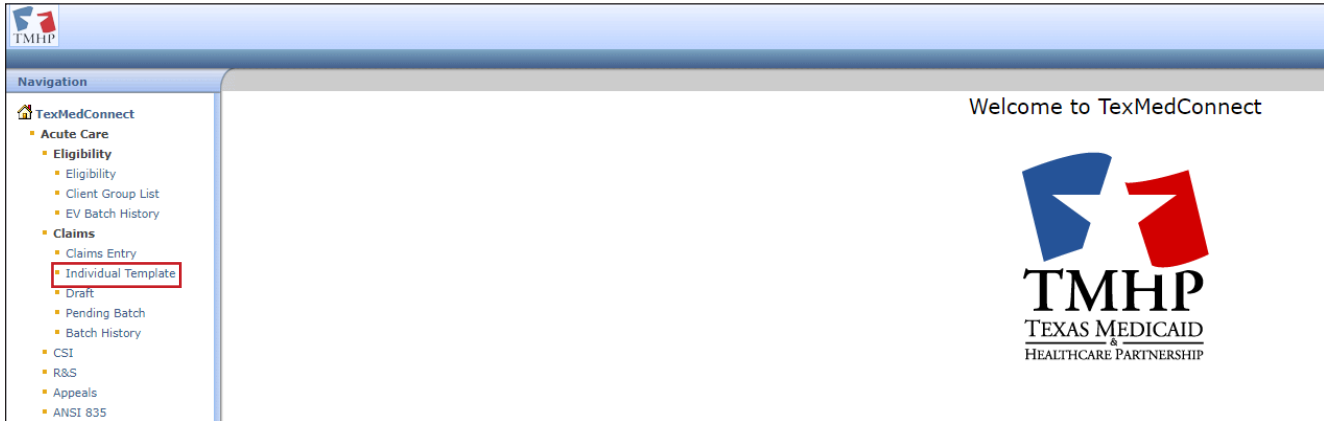 TMHP
Navigation
TexMedConnect
Acute Care
Eligibility
Eligibility
Client Group List
EV Batch History
Claims
Claims Entry
Individual Template
Draft
Pending Batch
Batch History
CSI
R&S
Appeals
ANSI 835
Welcome to TexMedConnect
TMHP
TEXAS MEDICAID
&
HEALTHCARE PARTNERSHIP